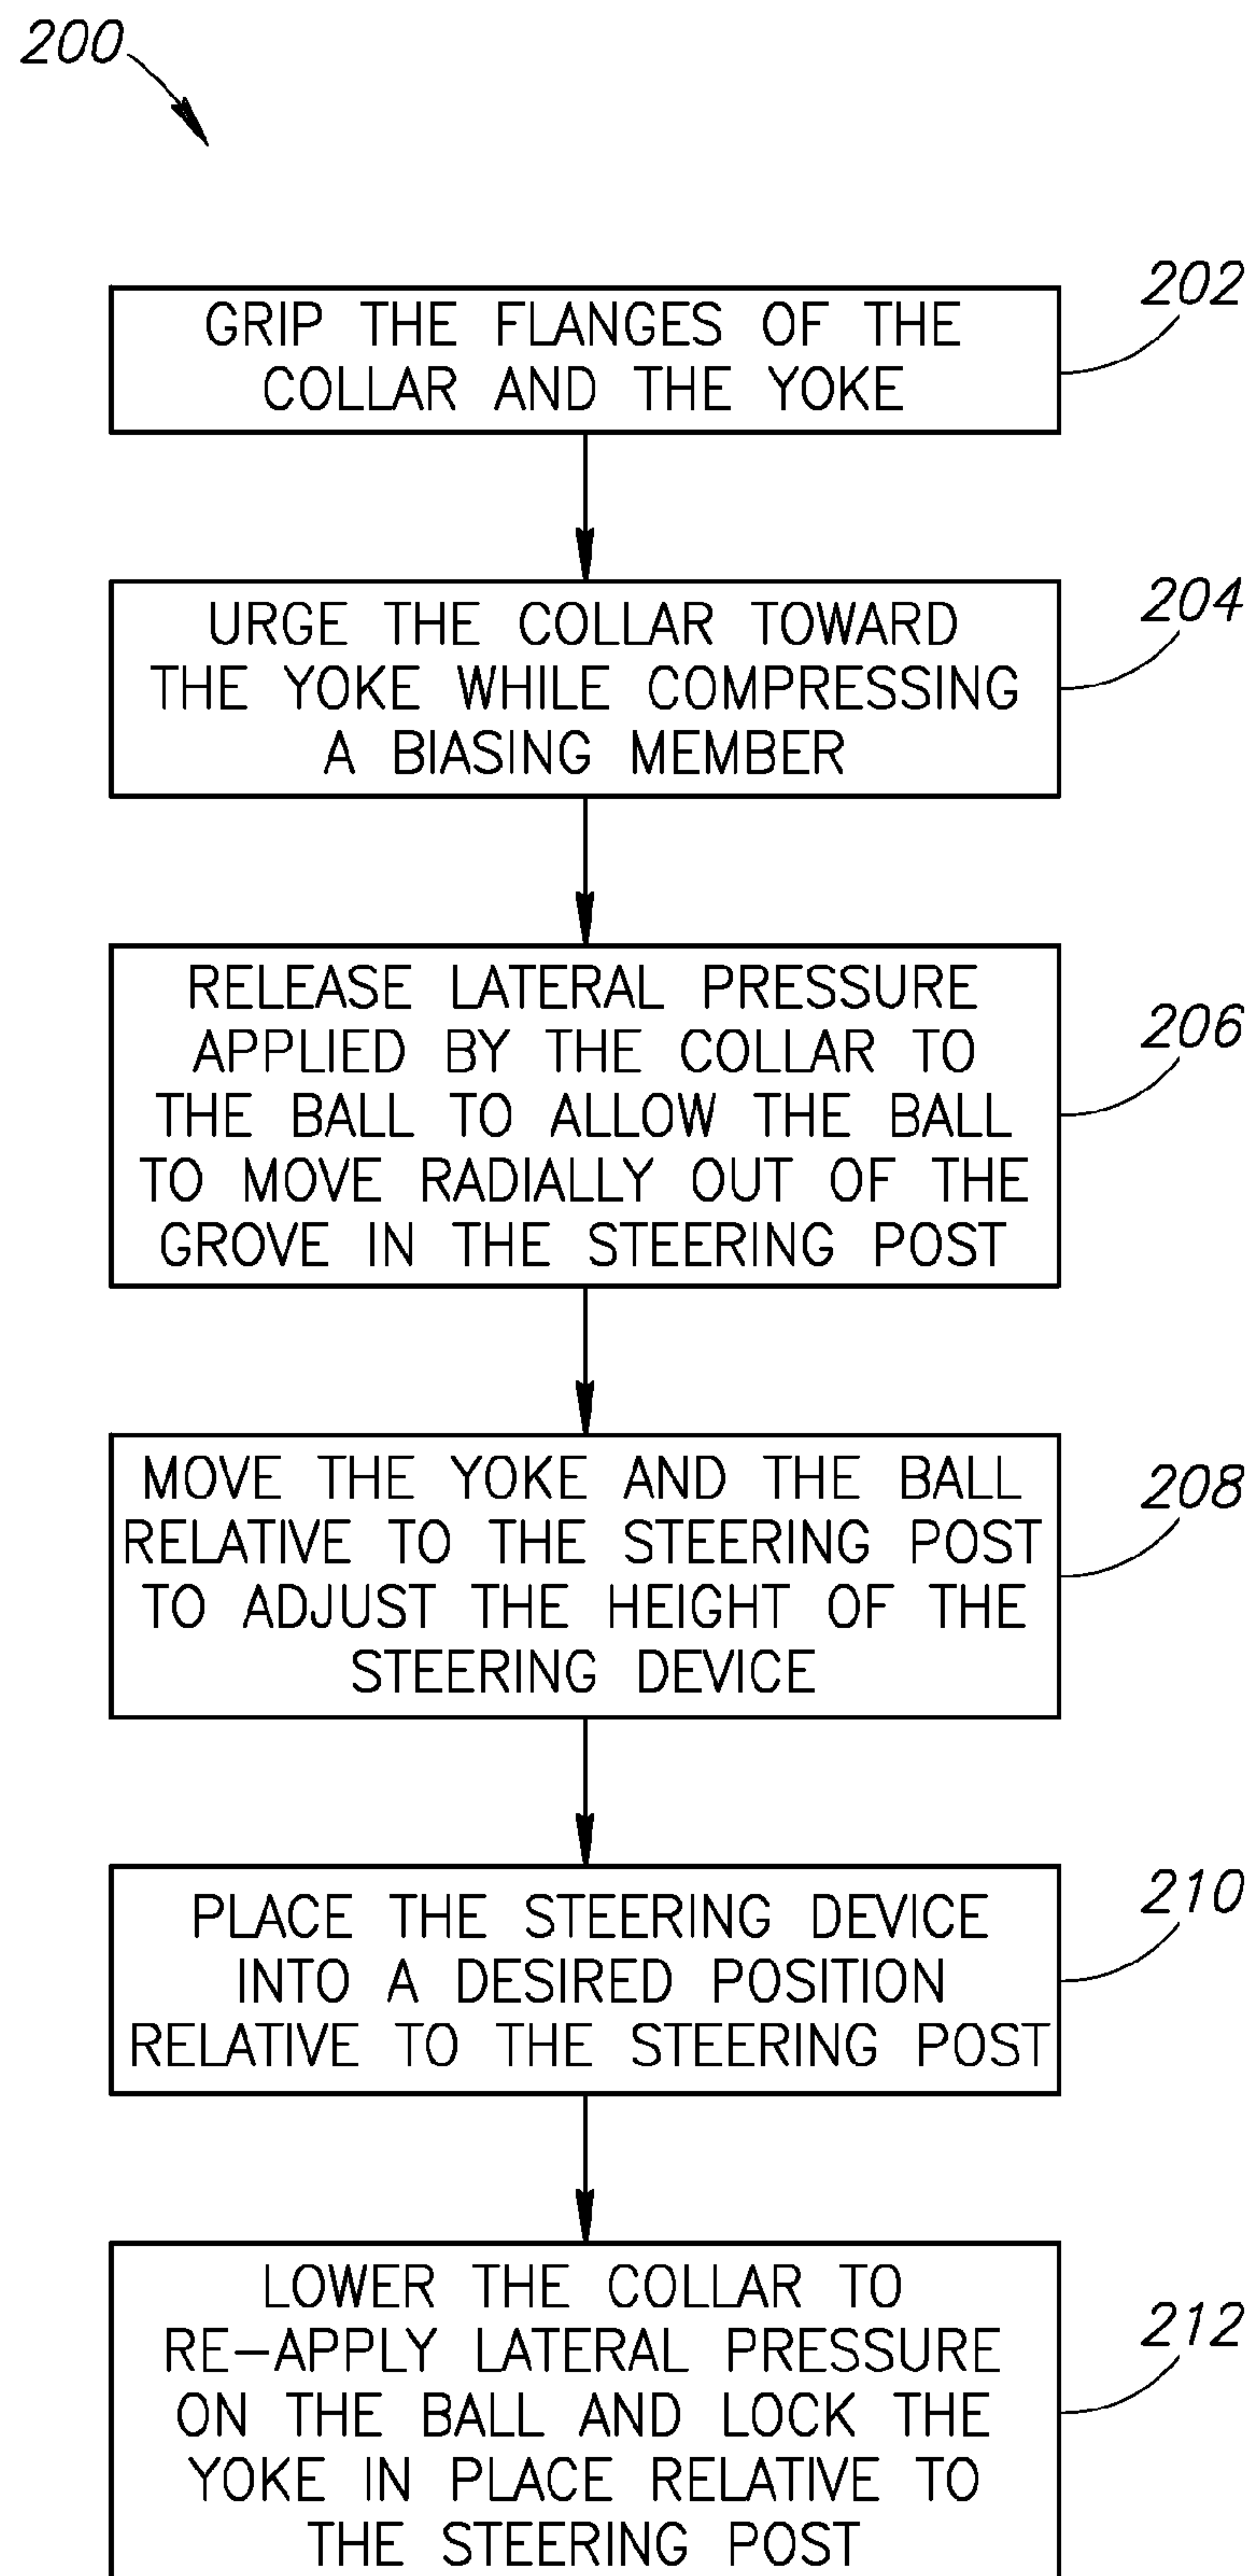 200
202
GRIP THE FLANGES OF THE
COLLAR AND THE YOKE
204
URGE THE COLLAR TOWARD
THE YOKE WHILE COMPRESSING
A BIASING MEMBER
206
RELEASE LATERAL PRESSURE
APPLIED BY THE COLLAR TO
THE BALL TO ALLOW THE BALL
TO MOVE RADIALLY OUT OF THE
GROVE IN THE STEERING POST
208
MOVE THE YOKE AND THE BALL
RELATIVE TO THE STEERING POST
TO ADJUST THE HEIGHT OF THE
STEERING DEVICE
210
PLACE THE STEERING DEVICE
INTO A DESIRED POSITION
RELATIVE TO THE STEERING POST
212
LOWER THE COLLAR TO
RE-APPLY LATERAL PRESSURE
ON THE BALL AND LOCK THE
YOKE IN PLACE RELATIVE TO
THE STEERING POST